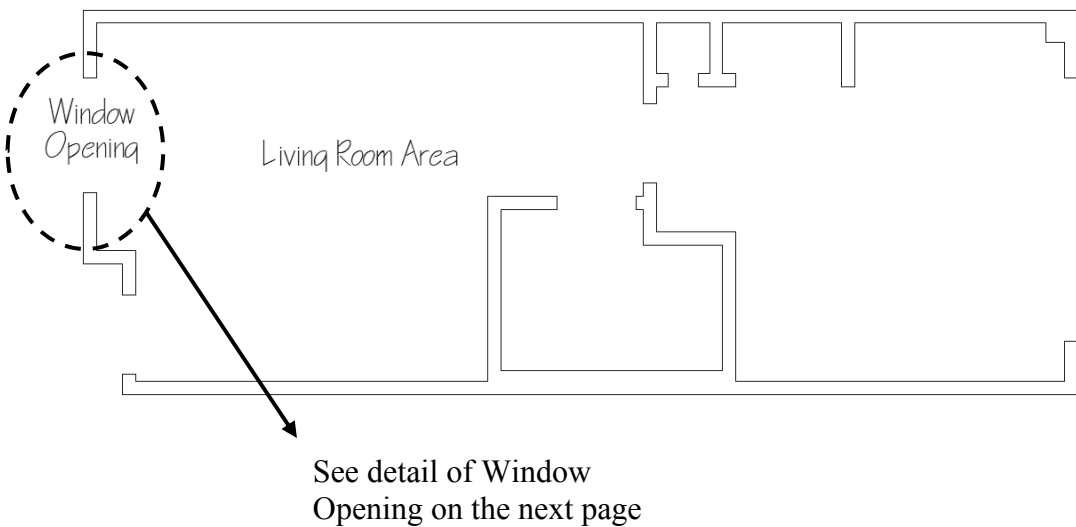 Window
Opening
Living Room Area
See detail of Window
Opening on the next page